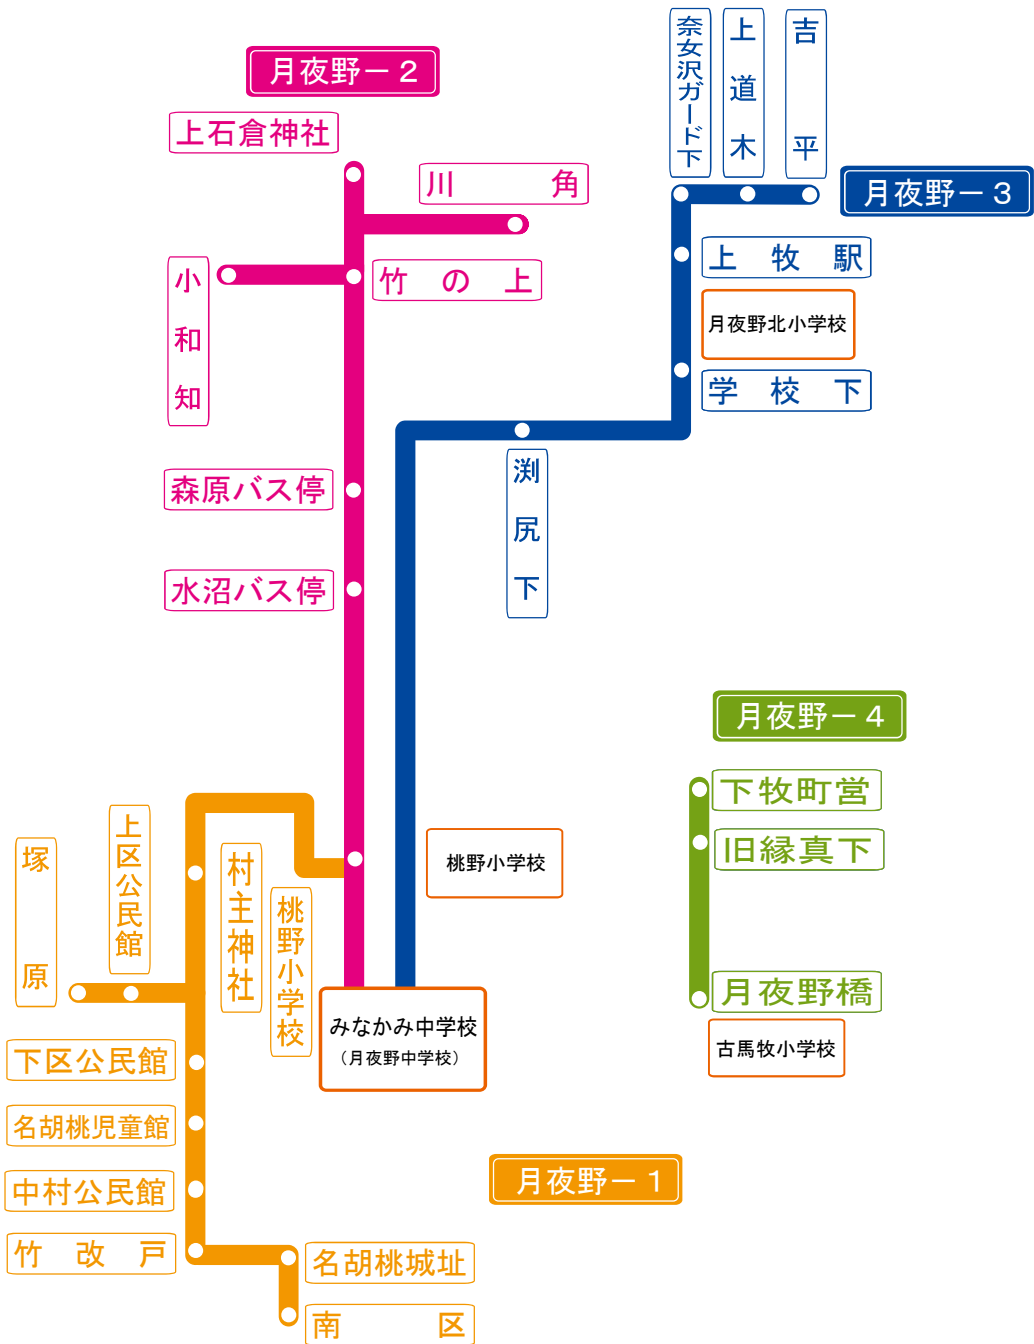 月夜野－２
上石倉神社
川角
小和知
竹の上
森原バス停
水沼バス停
奈女沢ガード下
上道木
吉平
月夜野－３
上牧駅
月夜野北小学校
学校下
渕尻下
月夜野－４
下牧町営
旧縁真下
月夜野橋
古馬牧小学校
桃野小学校
上区公民館
塚原
村主神社
桃野小学校
みなかみ中学校
（月夜野中学校）
下区公民館
名胡桃児童館
中村公民館
竹改戸
月夜野－１
名胡桃城址
南区